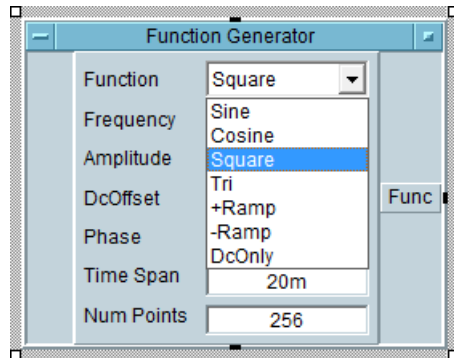 Function Generator
Function Square
Frequency Sine
Cosine
Amplitude Square
Tri
DcOffset +Ramp
Func
Phase -Ramp
DcOnly
Time Span 20m
Num Points 256